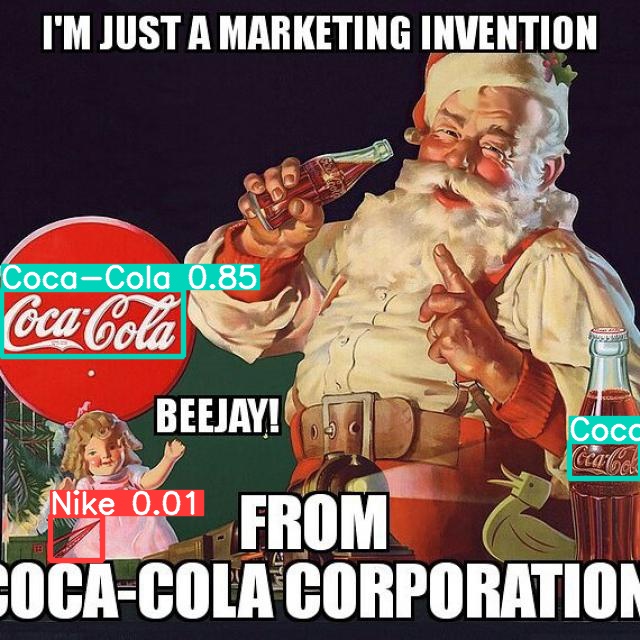 I'M JUST A MARKETING INVENTION
Coca-Cola 0.85
Coca-Cola
BEEJAY!
Coca
Coca-Col
Nike 0.01
FROM
COCA-COLA CORPORATION